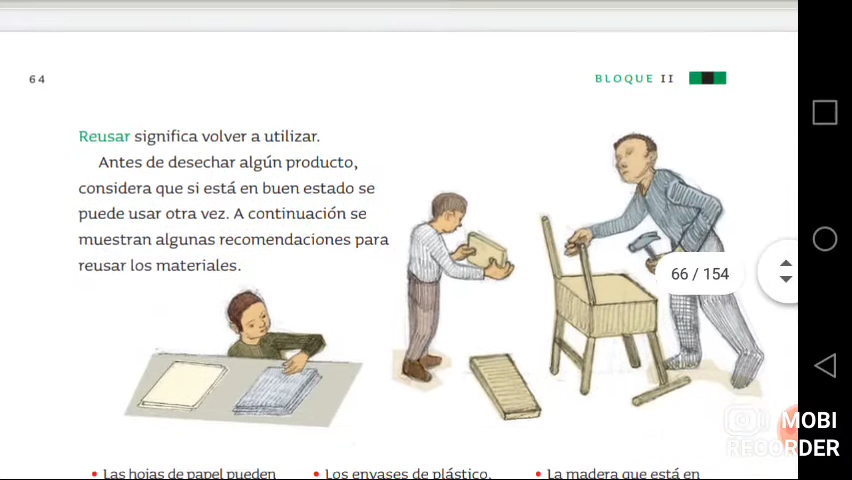 64
BLOQUE II
Reusar significa volver a utilizar.
Antes de desechar algún producto,
considera que si está en buen estado se
puede usar otra vez. A continuación se
muestran algunas recomendaciones para
reusar los materiales.
66 / 154
• Las hojas de papel pueden
• Los envases de plástico,
• La madera que está en
MOBI
RECORDER